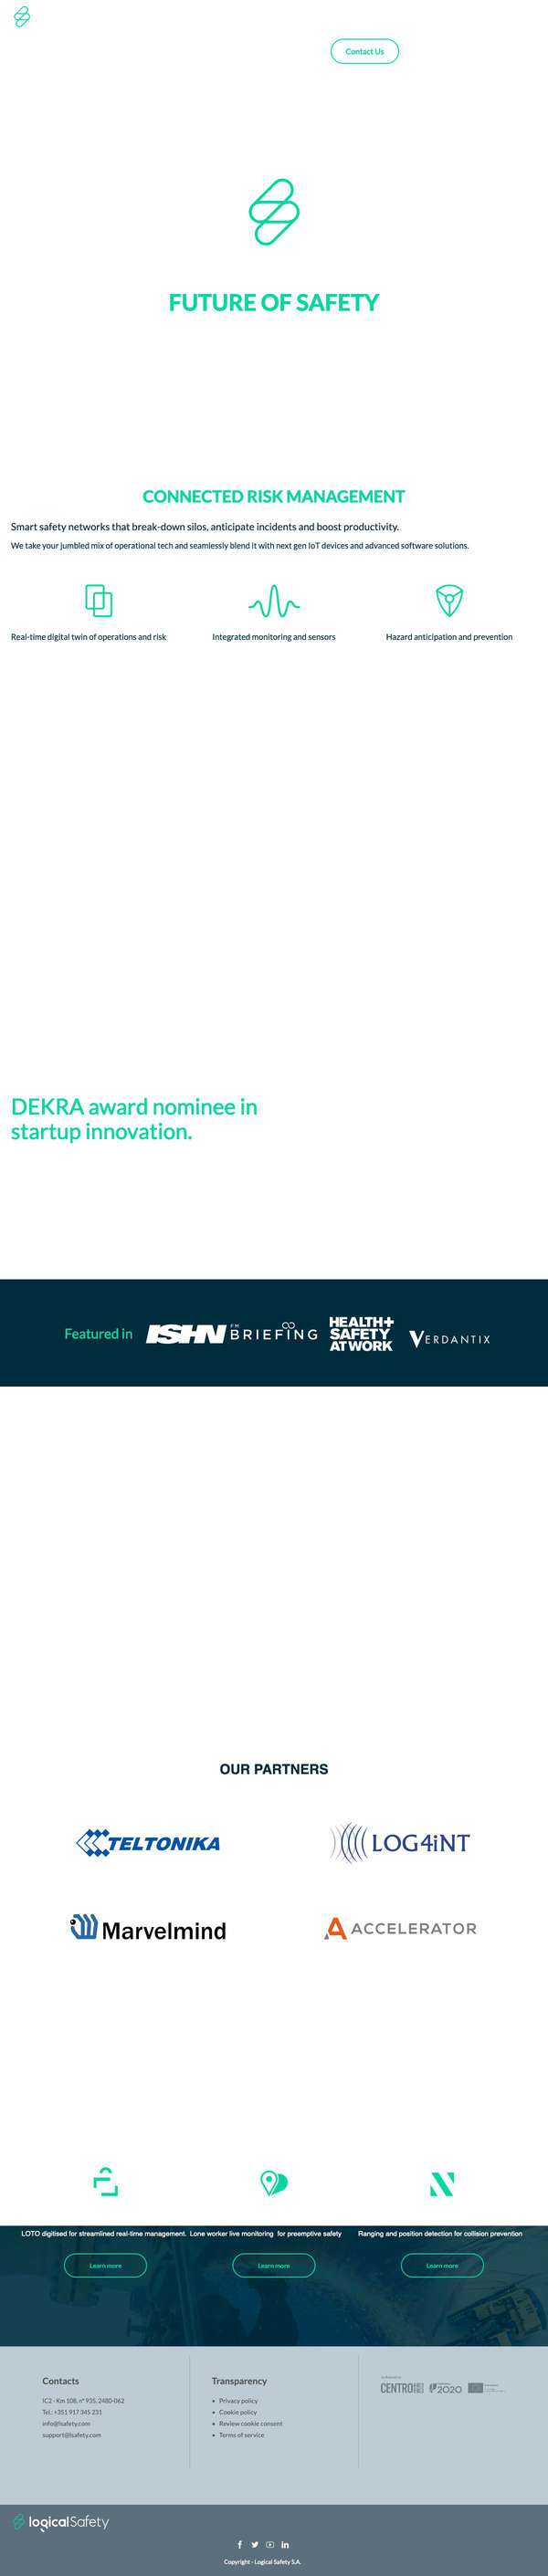 Contact Us
FUTURE OF SAFETY
CONNECTED RISK MANAGEMENT
Smart safety networks that break-down silos, anticipate incidents and boost productivity.
We take your jumbled mix of operational tech and seamlessly blend it with next gen IoT devices and advanced software solutions.
Real-time digital twin of operations and risk
Integrated monitoring and sensors
Hazard anticipation and prevention
DEKRA award nominee in
startup innovation.
Featured in
ISHN
FM
BRIEFING
HEALTH+
SAFETY
AT WORK
VERDANTIX
OUR PARTNERS
TELTONIKA
LOG4iNT
Marvelmind
ACCELERATOR
LOTO digitised for streamlined real-time management.
Lone worker live monitoring for preemptive safety
Ranging and position detection for collision prevention
Learn more
Learn more
Learn more
Contacts
IC2 - Km 108, nº 935, 2480-062
Tel.: +351 917 345 231
info@lsafety.com
support@lsafety.com
Transparency
Privacy policy
Cookie policy
Review cookie consent
Terms of service
CENTRO
2020
logicalSafety
Copyright - Logical Safety S.A.